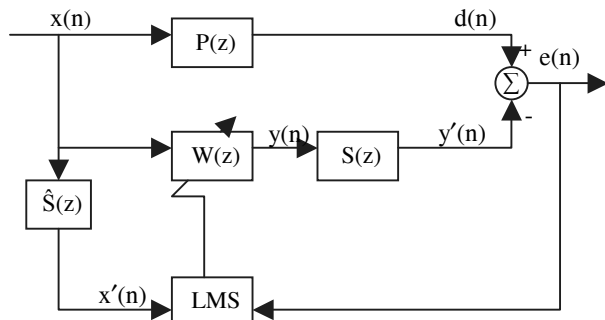 x(n)
P(z)
d(n)
+
e(n)
Σ
W(z)
y(n)
S(z)
y′(n)
-
Ŝ(z)
x′(n)
LMS